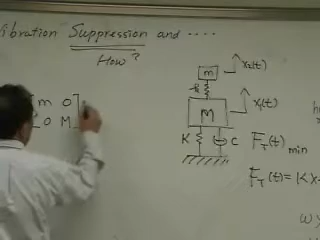 Vibration Suppression and ....
How?
m x₂(t)
k
m 0
0 M
M x₁(t)
K C
F_T(t) min
F_T(t) = KX